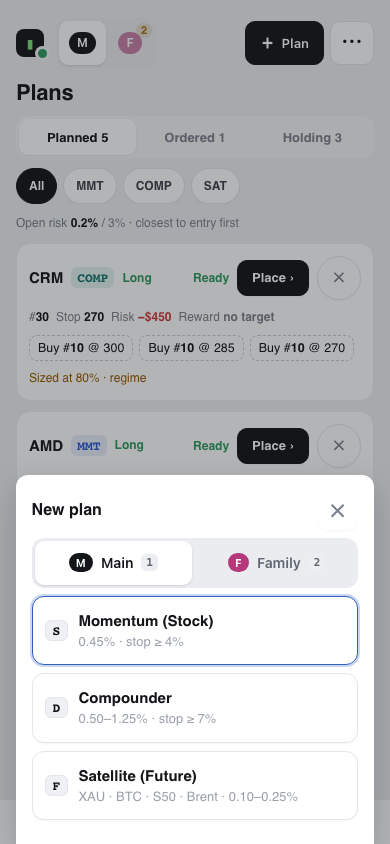 M F 2 + Plan ...
Plans
Planned 5 Ordered 1 Holding 3
All MMT COMP SAT
Open risk 0.2% / 3% · closest to entry first
CRM COMP Long Ready Place › ×
#30 Stop 270 Risk −$450 Reward no target
Buy #10 @ 300 Buy #10 @ 285 Buy #10 @ 270
Sized at 80% · regime
AMD MMT Long Ready Place › ×
New plan ×
M Main 1 F Family 2
S Momentum (Stock)
0.45% · stop ≥ 4%
D Compounder
0.50–1.25% · stop ≥ 7%
F Satellite (Future)
XAU · BTC · S50 · Brent · 0.10–0.25%